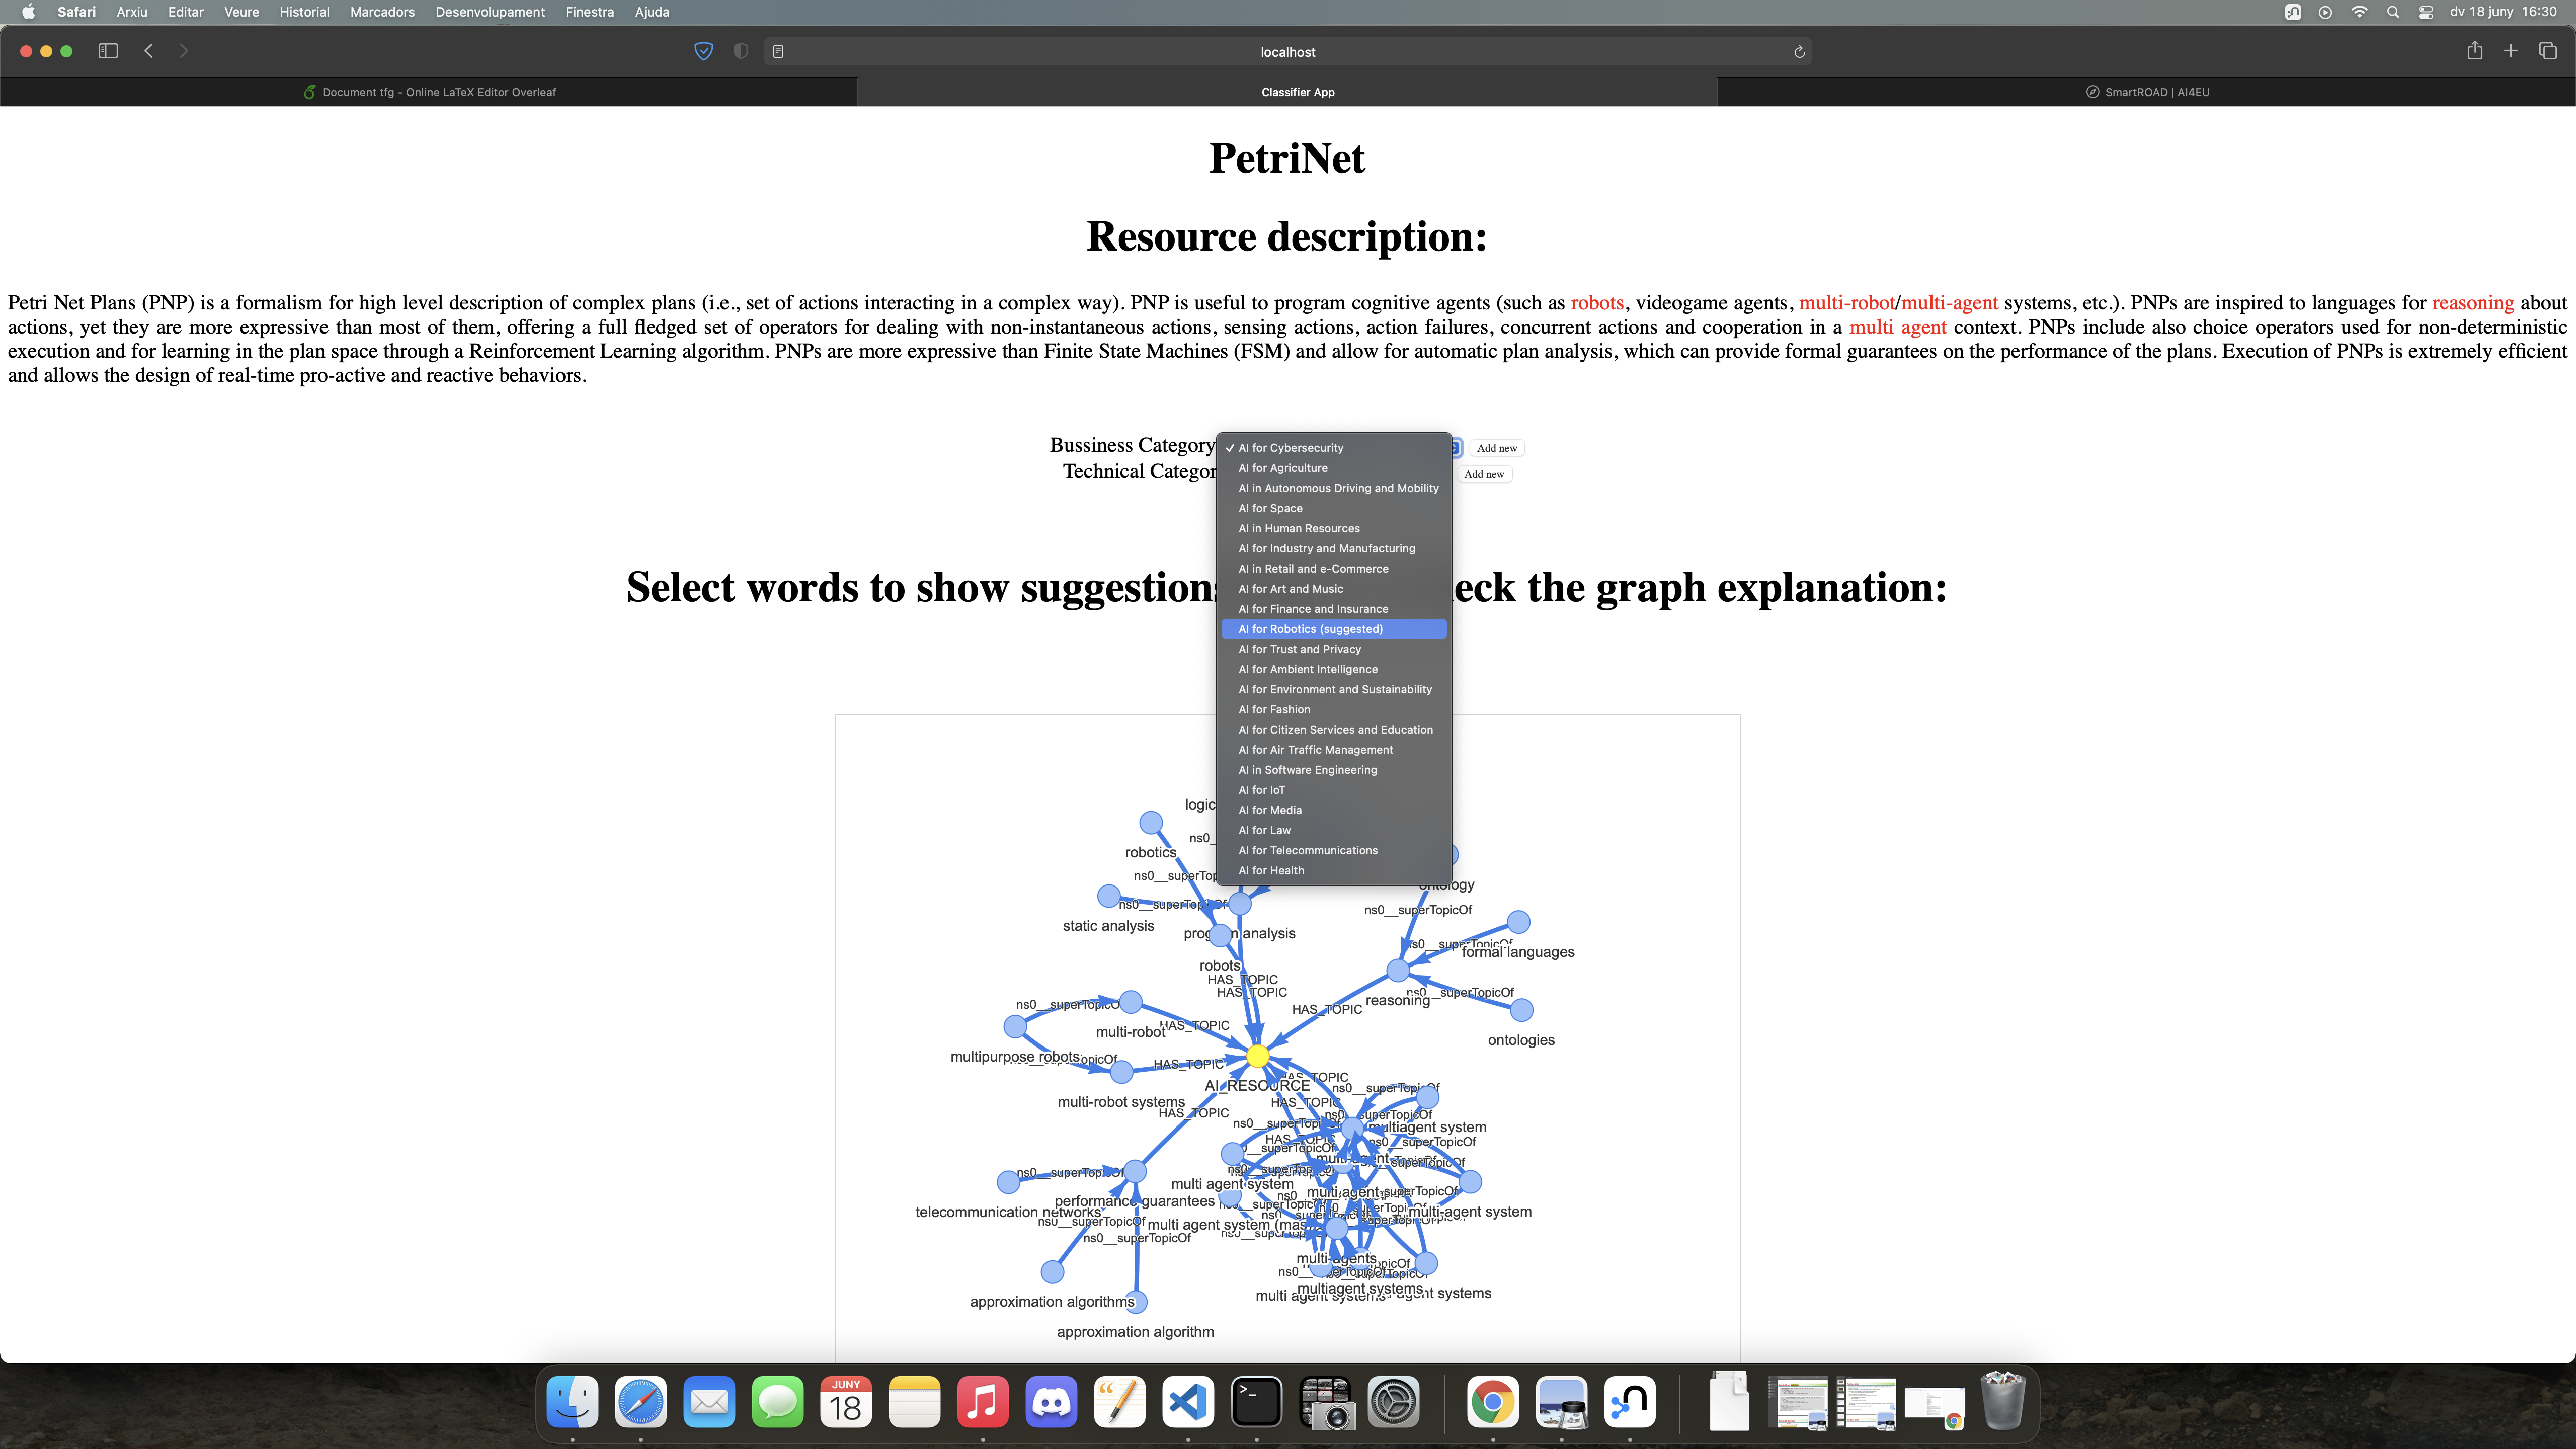 Safari Arxiu Editar Veure Historial Marcadors Desenvolupament Finestra Ajuda dv 18 juny 16:30
localhost
Document tfg - Online LaTeX Editor Overleaf Classifier App SmartROAD | AI4EU
PetriNet
Resource description:
Petri Net Plans (PNP) is a formalism for high level description of complex plans (i.e., set of actions interacting in a complex way). PNP is useful to program cognitive agents (such as robots, videogame agents, multi-robot/multi-agent systems, etc.). PNPs are inspired to languages for reasoning about
actions, yet they are more expressive than most of them, offering a full fledged set of operators for dealing with non-instantaneous actions, sensing actions, action failures, concurrent actions and cooperation in a multi agent context. PNPs include also choice operators used for non-deterministic
execution and for learning in the plan space through a Reinforcement Learning algorithm. PNPs are more expressive than Finite State Machines (FSM) and allow for automatic plan analysis, which can provide formal guarantees on the performance of the plans. Execution of PNPs is extremely efficient
and allows the design of real-time pro-active and reactive behaviors.
Bussiness Category
Technical Categor
✓ AI for Cybersecurity
AI for Agriculture
AI in Autonomous Driving and Mobility
AI for Space
AI in Human Resources
AI for Industry and Manufacturing
AI in Retail and e-Commerce
AI for Art and Music
AI for Finance and Insurance
AI for Robotics (suggested)
AI for Trust and Privacy
AI for Ambient Intelligence
AI for Environment and Sustainability
AI for Fashion
AI for Citizen Services and Education
AI for Air Traffic Management
AI in Software Engineering
AI for IoT
AI for Media
AI for Law
AI for Telecommunications
AI for Health
Add new
Add new
Select words to show suggestions eck the graph explanation:
logic
ns0_
robotics
ns0__superTop
ns0__superTopicOf
static analysis
program analysis
robots
HAS_TOPIC
HAS_TOPIC
ontology
ns0__superTopicOf
ns0__superTopicOf
formal languages
reasoning
ns0__superTopicOf
HAS_TOPIC
ontologies
ns0__superTopicO
HAS_TOPIC
multi-robot
multipurpose robots
opicOf
HAS_TOPIC
multi-robot systems
AI_RESOURCE
HAS_TOPIC
HAS_TOPIC
ns0__superTopicOf
HAS_TOPIC
ns0__superTopicOf
ns0__superTopicOf
multiagent system
HAS_TOPIC
ns0__superTopicOf
multi-agent
ns0__superTopicOf
performance guarantees
multi agent system
multi agent
telecommunication networks
multi-agent system
ns0__superTopicOf
multi agent system (mas
ns0__superTopicOf
multi-agents
approximation algorithms
multiagent systems
multi agent systems
agent systems
approximation algorithm
JUNY
18